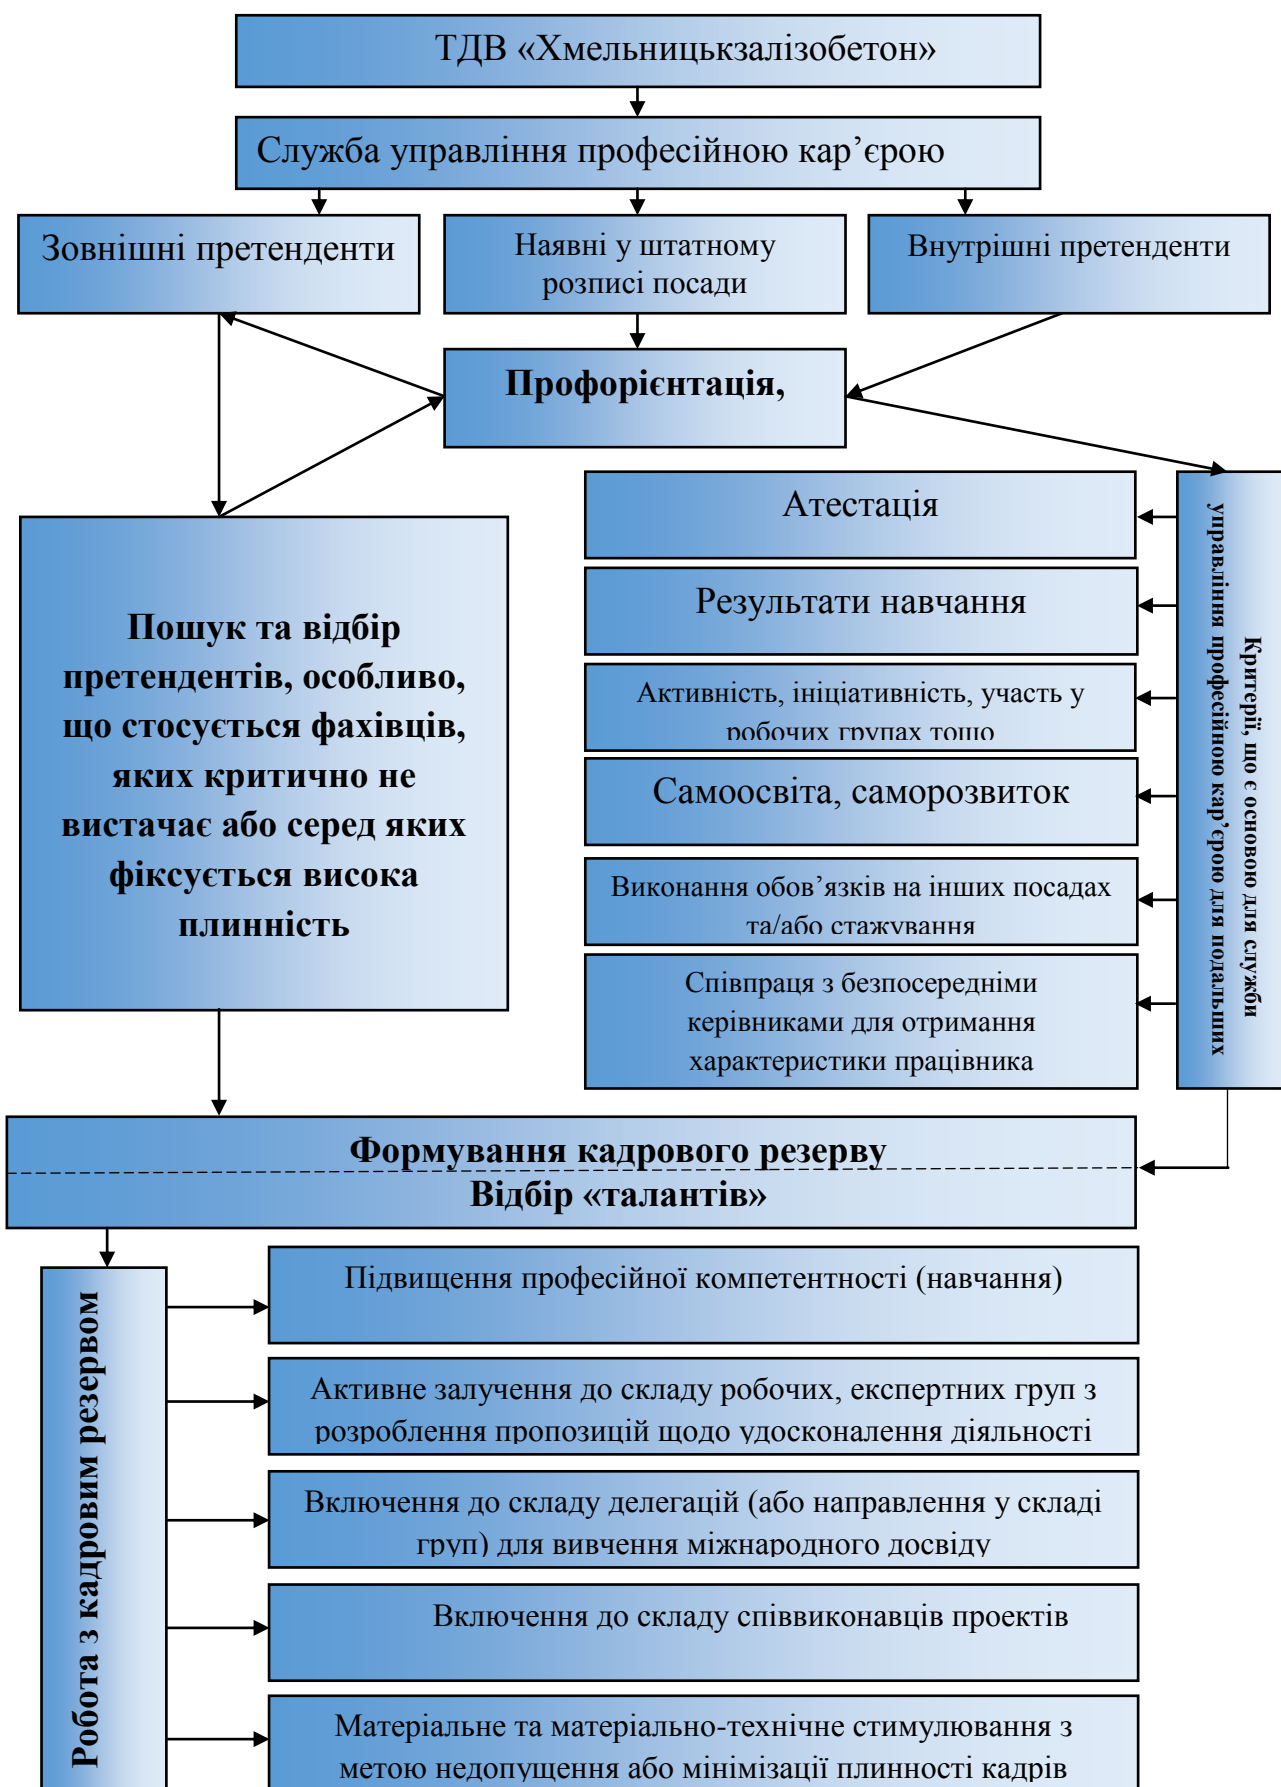 ТДВ «Хмельницькзалізобетон»
Служба управління професійною кар’єрою
Зовнішні претенденти
Наявні у штатному
розписі посади
Внутрішні претенденти
Профорієнтація,
Пошук та відбір
претендентів, особливо,
що стосується фахівців,
яких критично не
вистачає або серед яких
фіксується висока
плинність
Атестація
Результати навчання
Активність, ініціативність, участь у
робочих групах тощо
Самоосвіта, саморозвиток
Виконання обов’язків на інших посадах
та/або стажування
Співпраця з безпосередніми
керівниками для отримання
характеристики працівника
Критерії, що є основою для служби
управління професійною кар’єрою для подальших
Формування кадрового резерву
Відбір «талантів»
Робота з кадровим резервом
Підвищення професійної компетентності (навчання)
Активне залучення до складу робочих, експертних груп з
розроблення пропозицій щодо удосконалення діяльності
Включення до складу делегацій (або направлення у складі
груп) для вивчення міжнародного досвіду
Включення до складу співвиконавців проектів
Матеріальне та матеріально-технічне стимулювання з
метою недопущення або мінімізації плинності кадрів